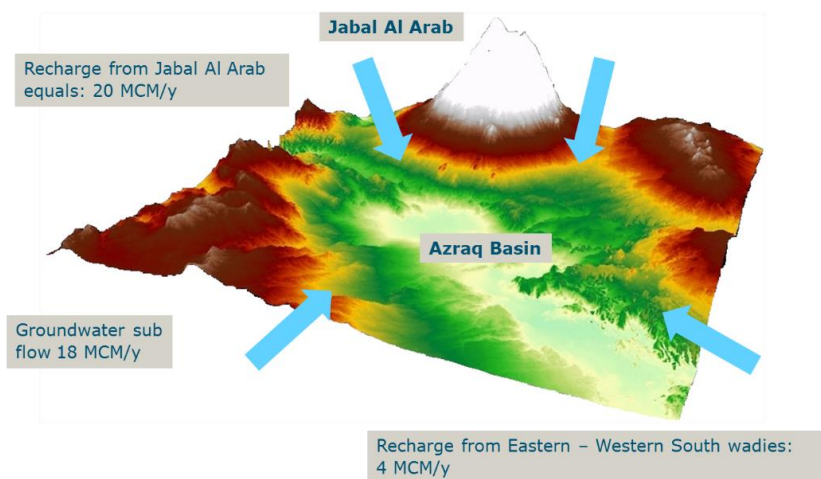 Jabal Al Arab
Recharge from Jabal Al Arab
equals: 20 MCM/y
Azraq Basin
Groundwater sub
flow 18 MCM/y
Recharge from Eastern – Western South wadies:
4 MCM/y